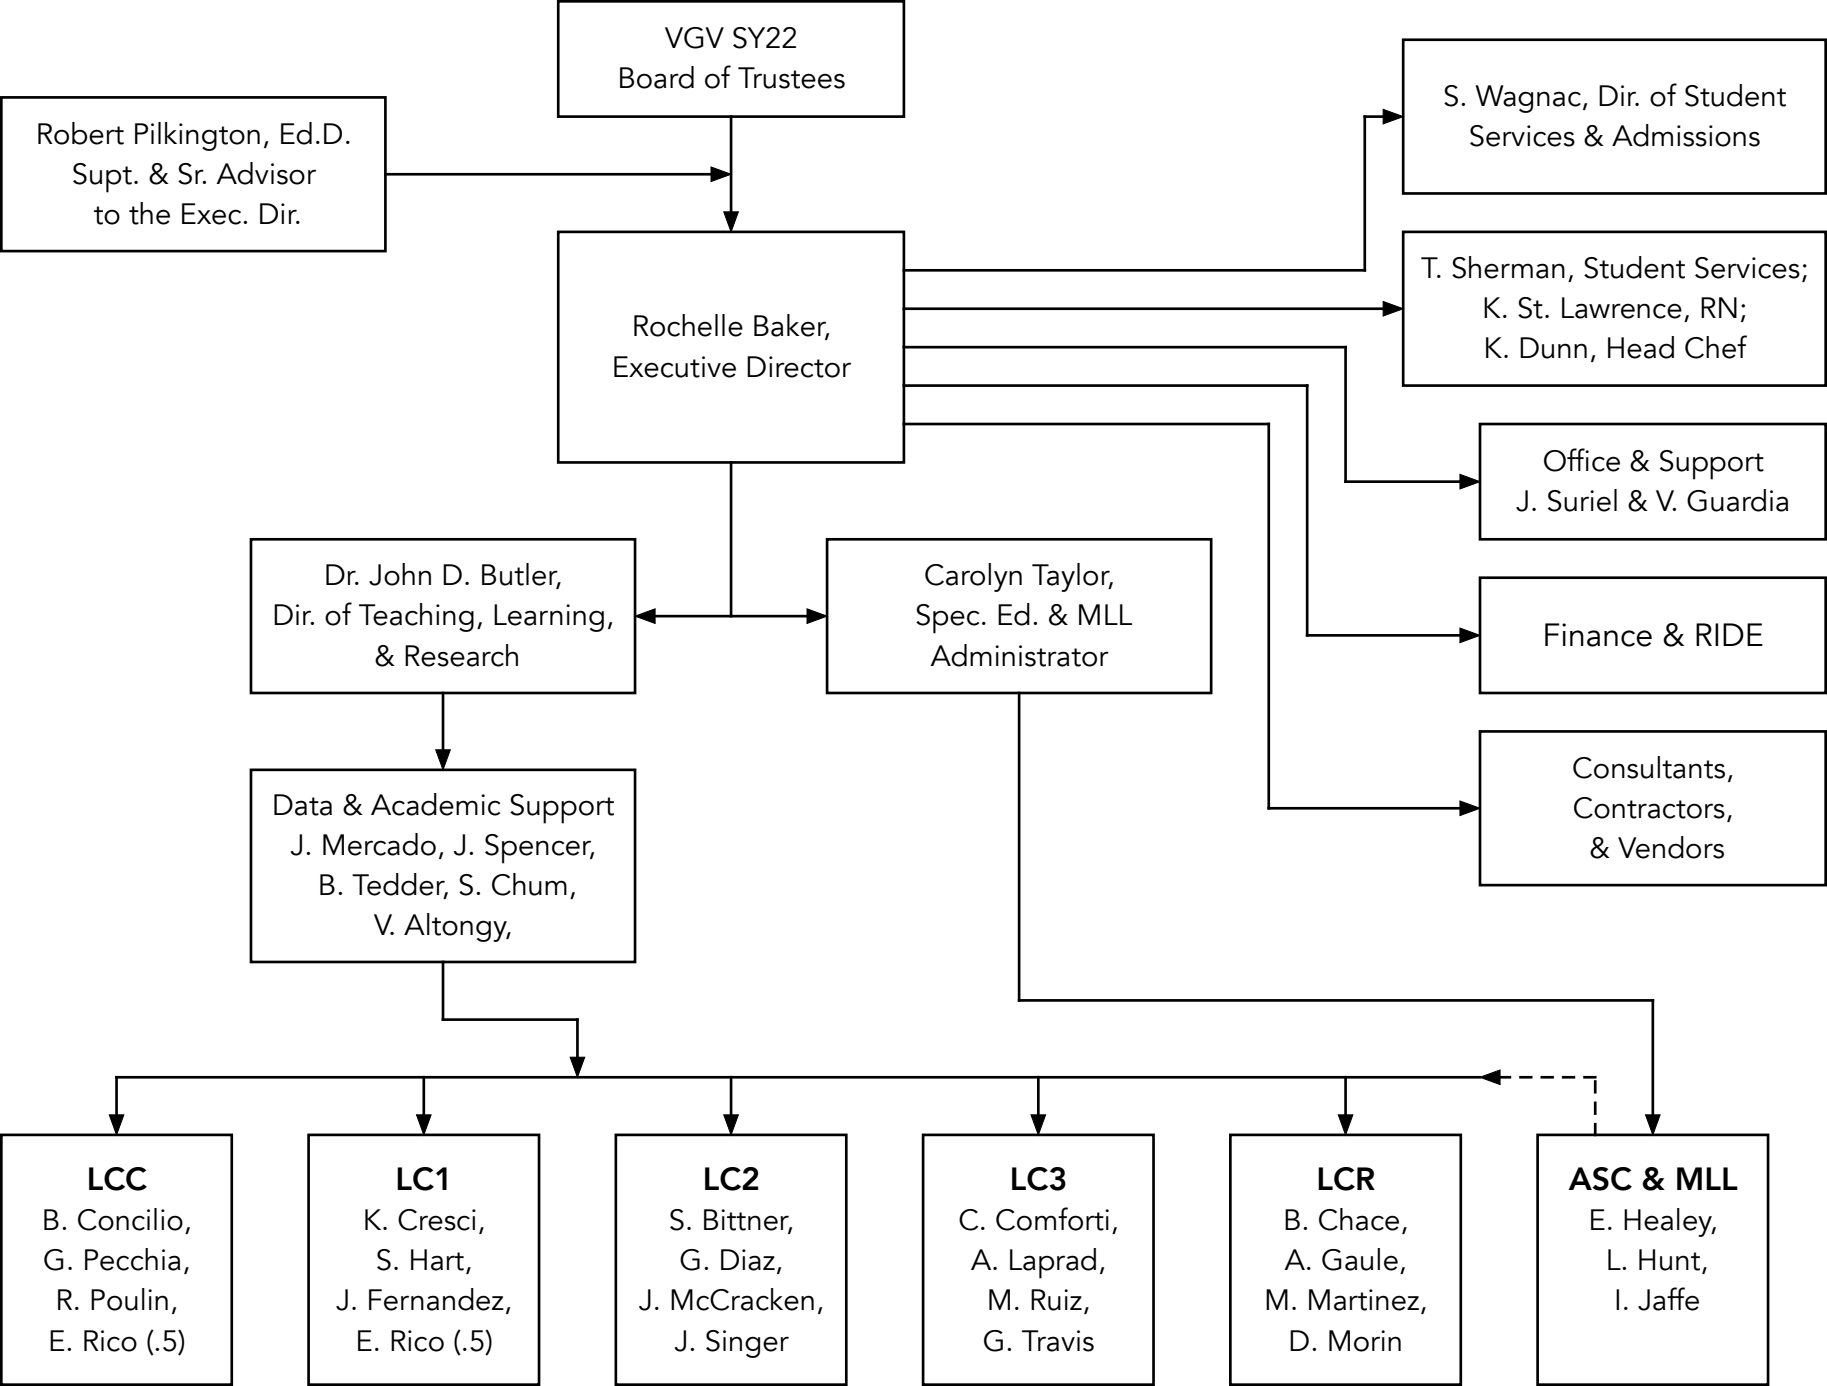 VGV SY22
Board of Trustees
Robert Pilkington, Ed.D.
Supt. & Sr. Advisor
to the Exec. Dir.
S. Wagnac, Dir. of Student
Services & Admissions
Rochelle Baker,
Executive Director
T. Sherman, Student Services;
K. St. Lawrence, RN;
K. Dunn, Head Chef
Office & Support
J. Suriel & V. Guardia
Dr. John D. Butler,
Dir. of Teaching, Learning,
& Research
Carolyn Taylor,
Spec. Ed. & MLL
Administrator
Finance & RIDE
Data & Academic Support
J. Mercado, J. Spencer,
B. Tedder, S. Chum,
V. Altongy,
Consultants,
Contractors,
& Vendors
LCC
B. Concilio,
G. Pecchia,
R. Poulin,
E. Rico (.5)
LC1
K. Cresci,
S. Hart,
J. Fernandez,
E. Rico (.5)
LC2
S. Bittner,
G. Diaz,
J. McCracken,
J. Singer
LC3
C. Comforti,
A. Laprad,
M. Ruiz,
G. Travis
LCR
B. Chace,
A. Gaule,
M. Martinez,
D. Morin
ASC & MLL
E. Healey,
L. Hunt,
I. Jaffe